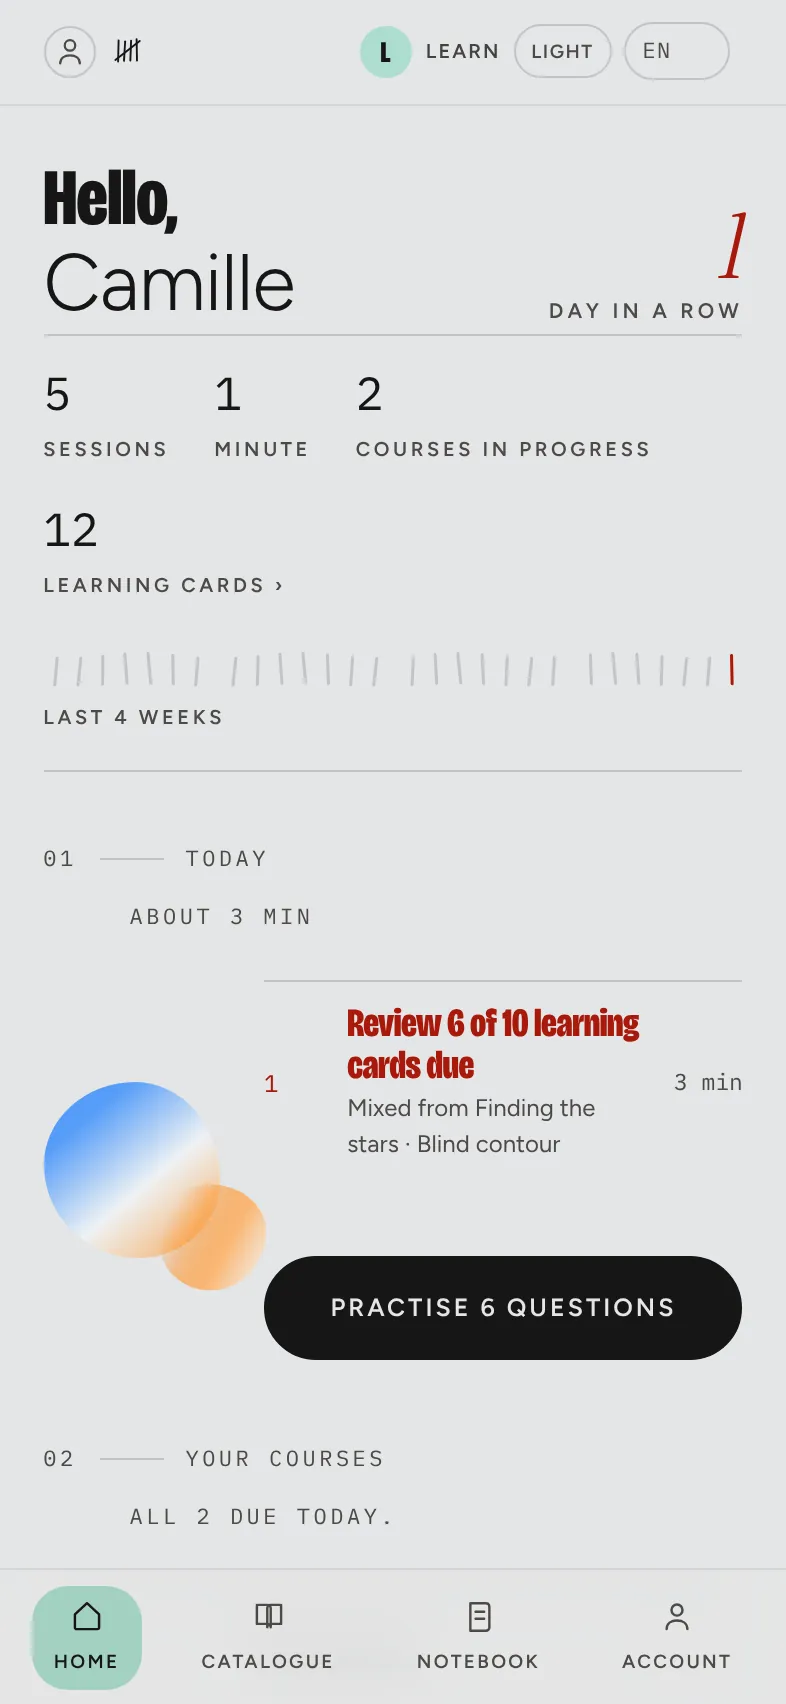 L LEARN LIGHT EN
Hello,
Camille
1
DAY IN A ROW
5 1 2
SESSIONS MINUTE COURSES IN PROGRESS
12
LEARNING CARDS ›
LAST 4 WEEKS
01 TODAY
ABOUT 3 MIN
1
Review 6 of 10 learning
cards due
Mixed from Finding the
stars · Blind contour
3 min
PRACTISE 6 QUESTIONS
02 YOUR COURSES
ALL 2 DUE TODAY.
HOME CATALOGUE NOTEBOOK ACCOUNT